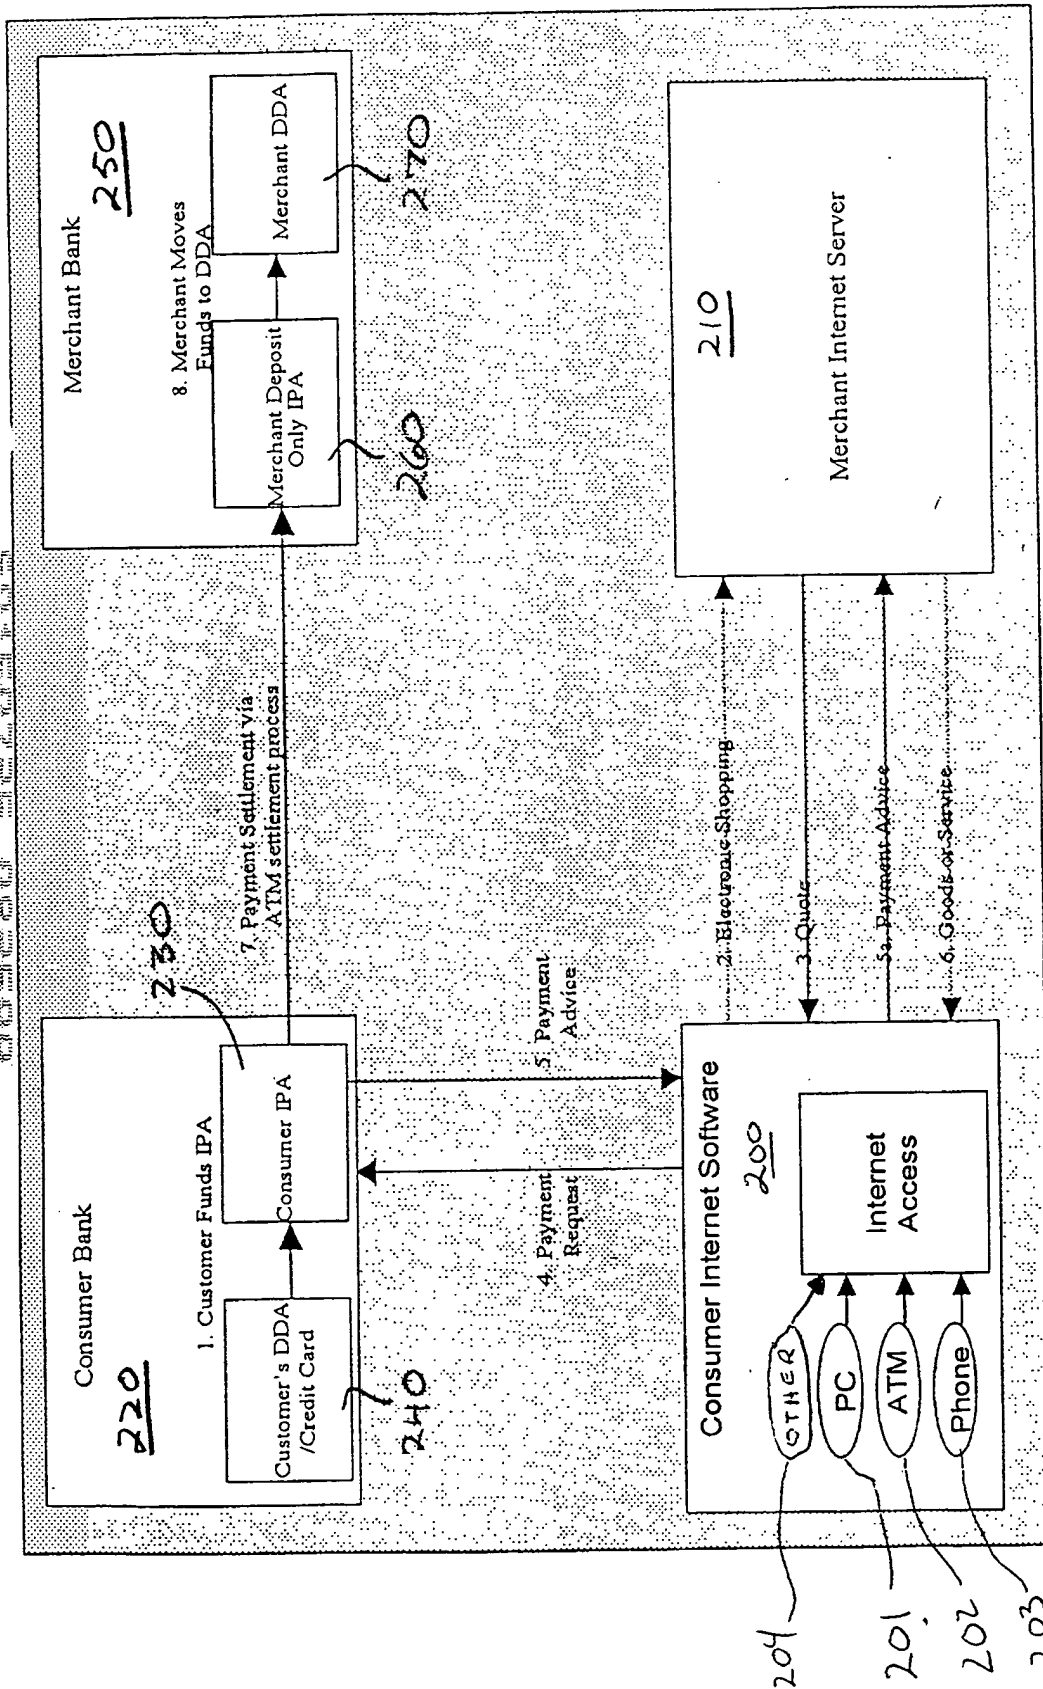 Consumer Bank
220
1. Customer Funds IPA
Customer's DDA
/Credit Card
240
Consumer IPA
230
7. Payment Settlement via
ATM settlement process
Merchant Bank
250
8. Merchant Moves
Funds to DDA
Merchant Deposit
Only IPA
260
Merchant DDA
270
4. Payment
Request
5 Payment
Advice
Consumer Internet Software
200
Internet
Access
OTHER
PC
ATM
Phone
204
201
202
203
2. Electronic Shopping
3. Quote
5a. Payment Advice
6. Goods or Service
210
Merchant Internet Server